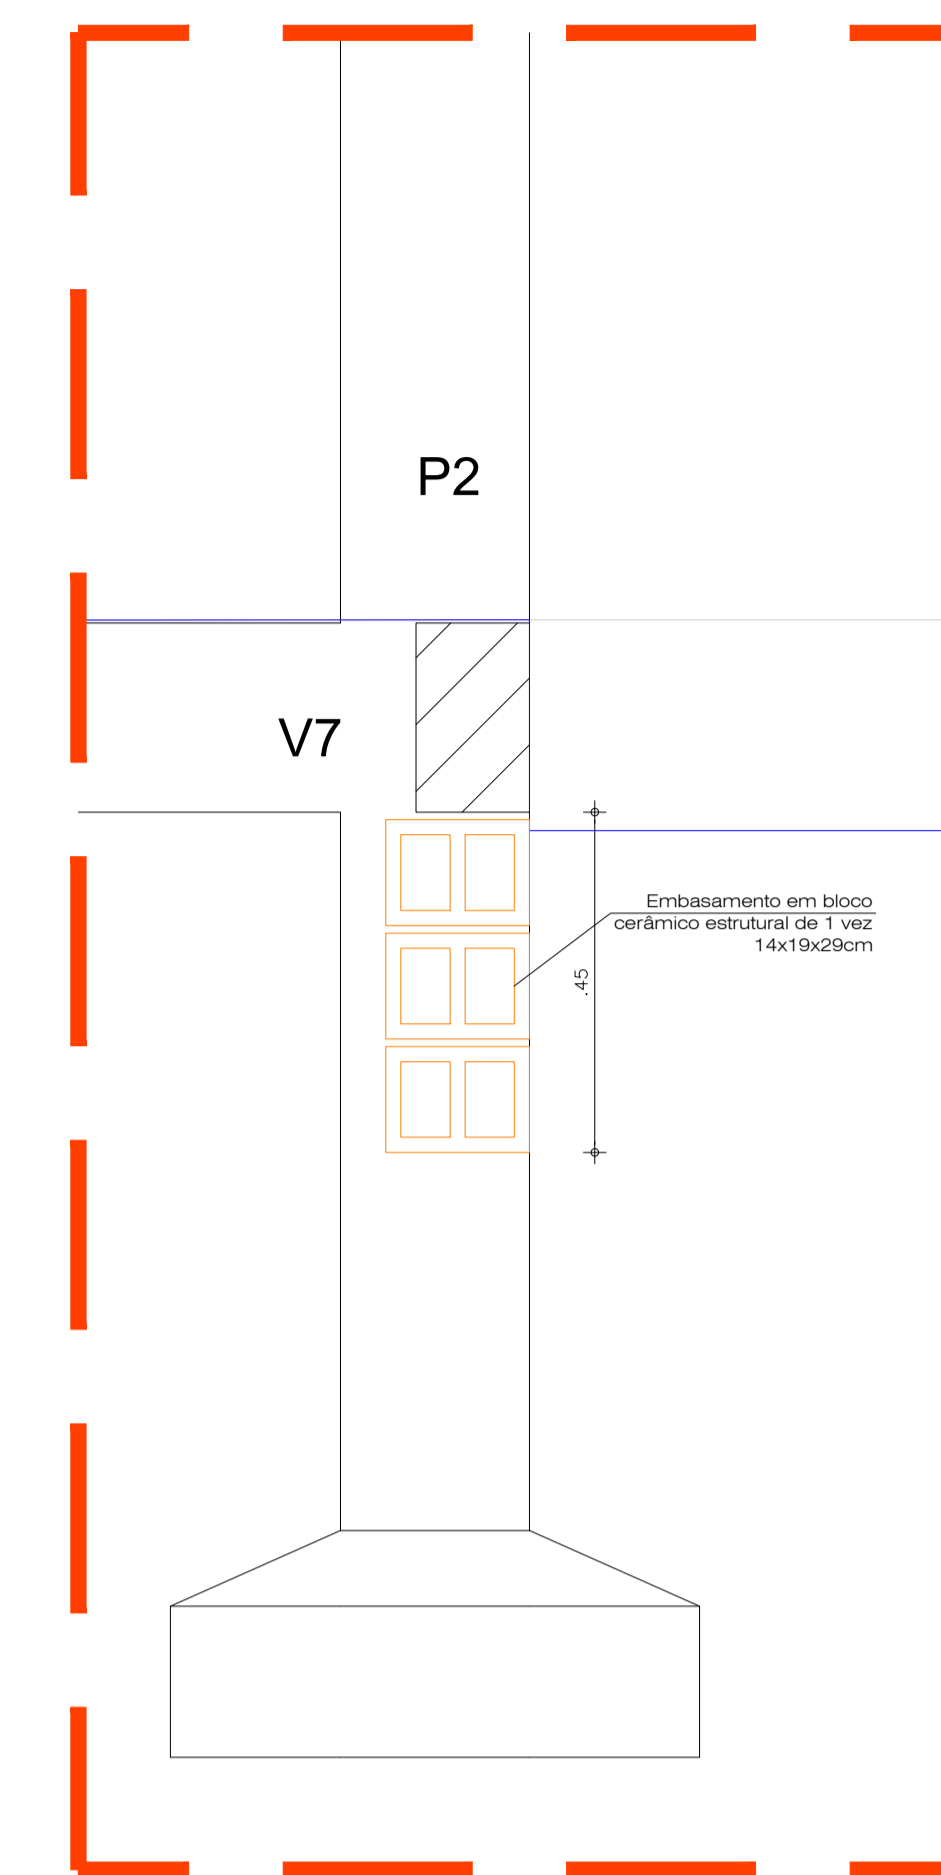 P2
V7
Embasamento em bloco
cerâmico estrutural de 1 vez
14x19x29cm
.45